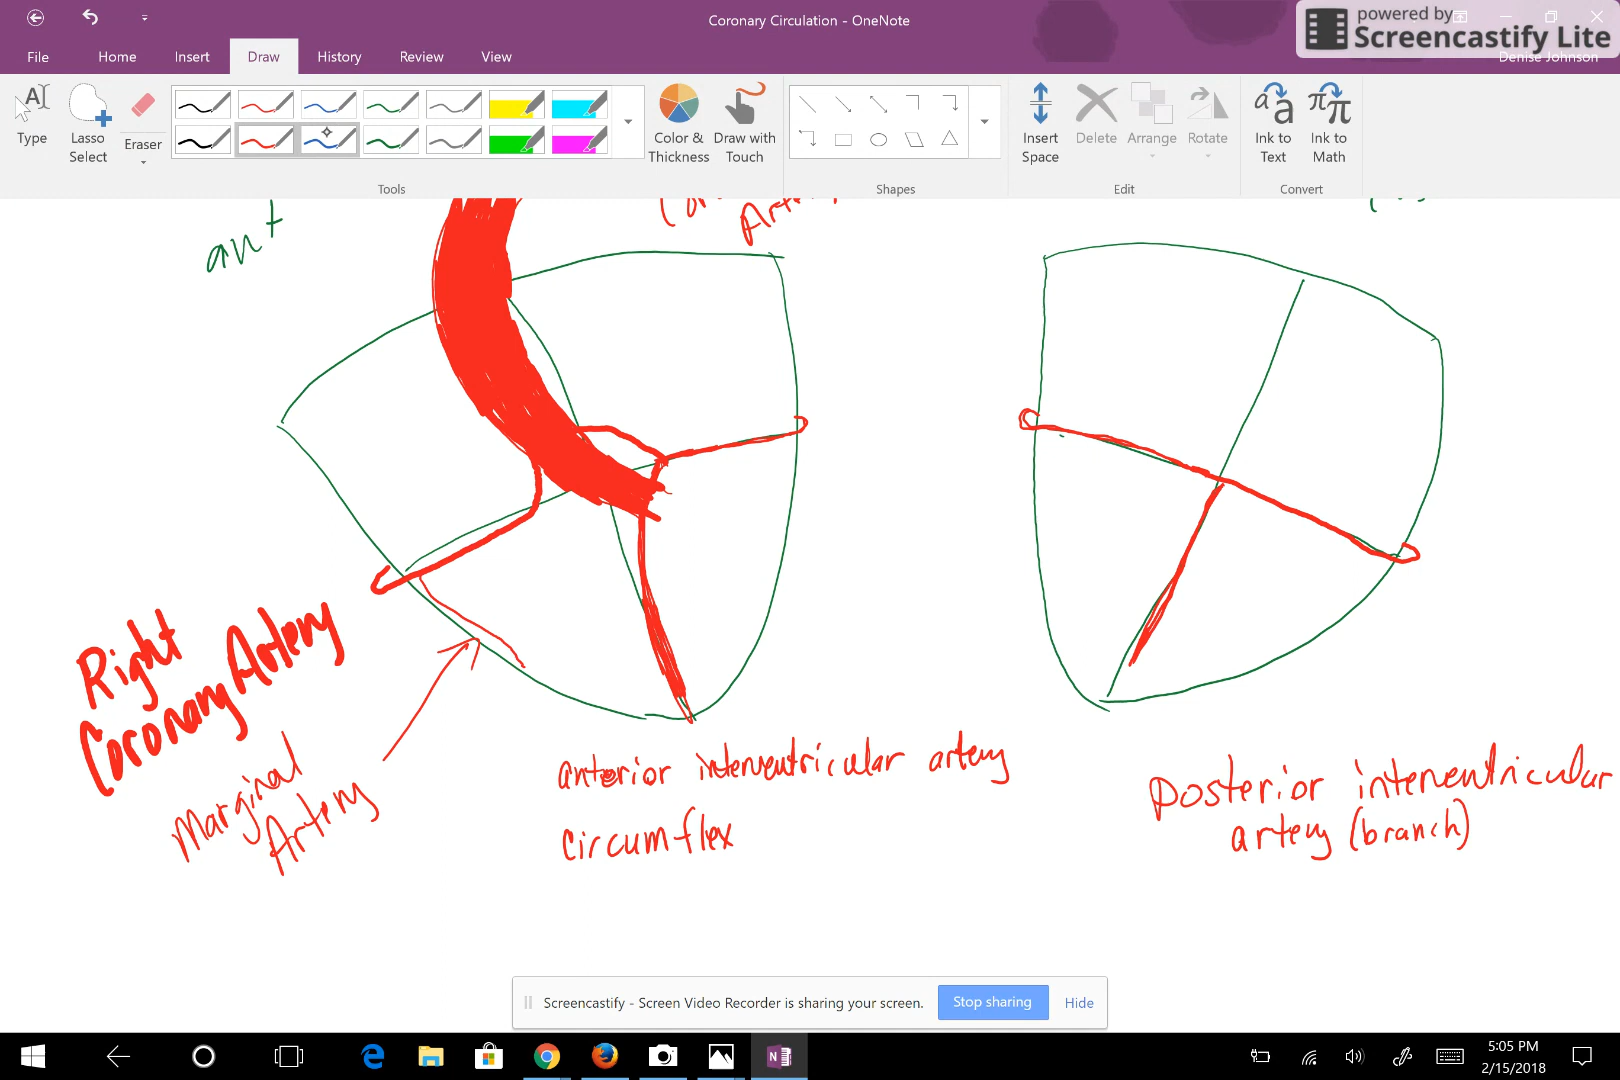 Coronary Circulation - OneNote
powered by
Screencastify Lite
Denise Johnson
File Home Insert Draw History Review View
Type
Lasso Select
Eraser
Color & Thickness
Draw with Touch
Insert Space
Delete
Arrange
Rotate
Ink to Text
Ink to Math
Tools
Shapes
Edit
Convert
ant
Right
Coronary Artery
Marginal
Artery
anterior interventricular artery
circumflex
Posterior interventricular
artery (branch)
Screencastify - Screen Video Recorder is sharing your screen.
Stop sharing
Hide
5:05 PM
2/15/2018